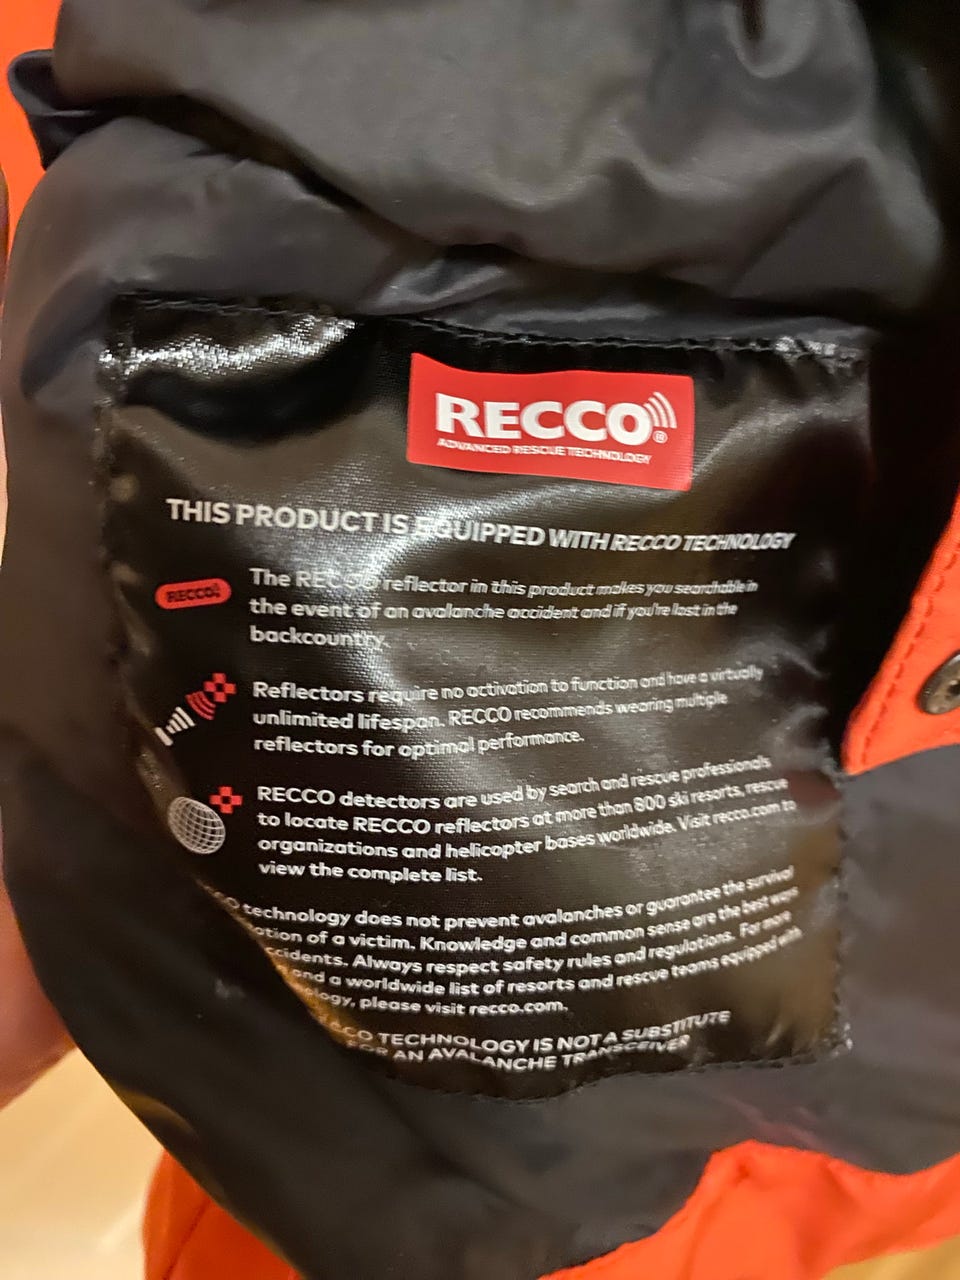 RECCO®
ADVANCED RESCUE TECHNOLOGY
THIS PRODUCT IS EQUIPPED WITH RECCO TECHNOLOGY
RECCO
The RECCO® reflector in this product makes you searchable in
the event of an avalanche accident and if you're lost in the
backcountry.
Reflectors require no activation to function and have a virtually
unlimited lifespan. RECCO recommends wearing multiple
reflectors for optimal performance.
RECCO detectors are used by search and rescue professionals
to locate RECCO reflectors at more than 800 ski resorts, rescue
organizations and helicopter bases worldwide. Visit recco.com to
view the complete list.
technology does not prevent avalanches or guarantee the survival
of a victim. Knowledge and common sense are the best ways
Always respect safety rules and regulations. For more
and a worldwide list of resorts and rescue teams equipped with
please visit recco.com.
TECHNOLOGY IS NOT A SUBSTITUTE
FOR AN AVALANCHE TRANSCEIVER